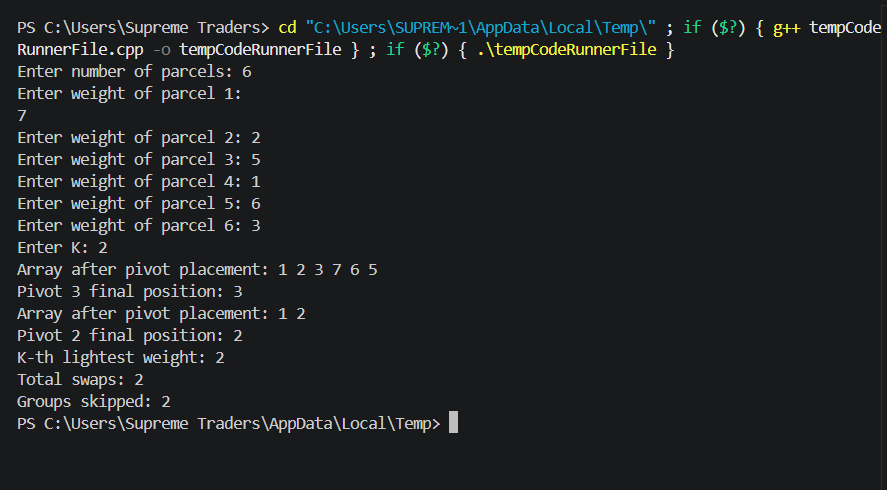 PS C:\Users\Supreme Traders> cd "C:\Users\SUPREM~1\AppData\Local\Temp\" ; if ($?) { g++ tempCode
RunnerFile.cpp -o tempCodeRunnerFile } ; if ($?) { .\tempCodeRunnerFile }
Enter number of parcels: 6
Enter weight of parcel 1:
7
Enter weight of parcel 2: 2
Enter weight of parcel 3: 5
Enter weight of parcel 4: 1
Enter weight of parcel 5: 6
Enter weight of parcel 6: 3
Enter K: 2
Array after pivot placement: 1 2 3 7 6 5
Pivot 3 final position: 3
Array after pivot placement: 1 2
Pivot 2 final position: 2
K-th lightest weight: 2
Total swaps: 2
Groups skipped: 2
PS C:\Users\Supreme Traders\AppData\Local\Temp>